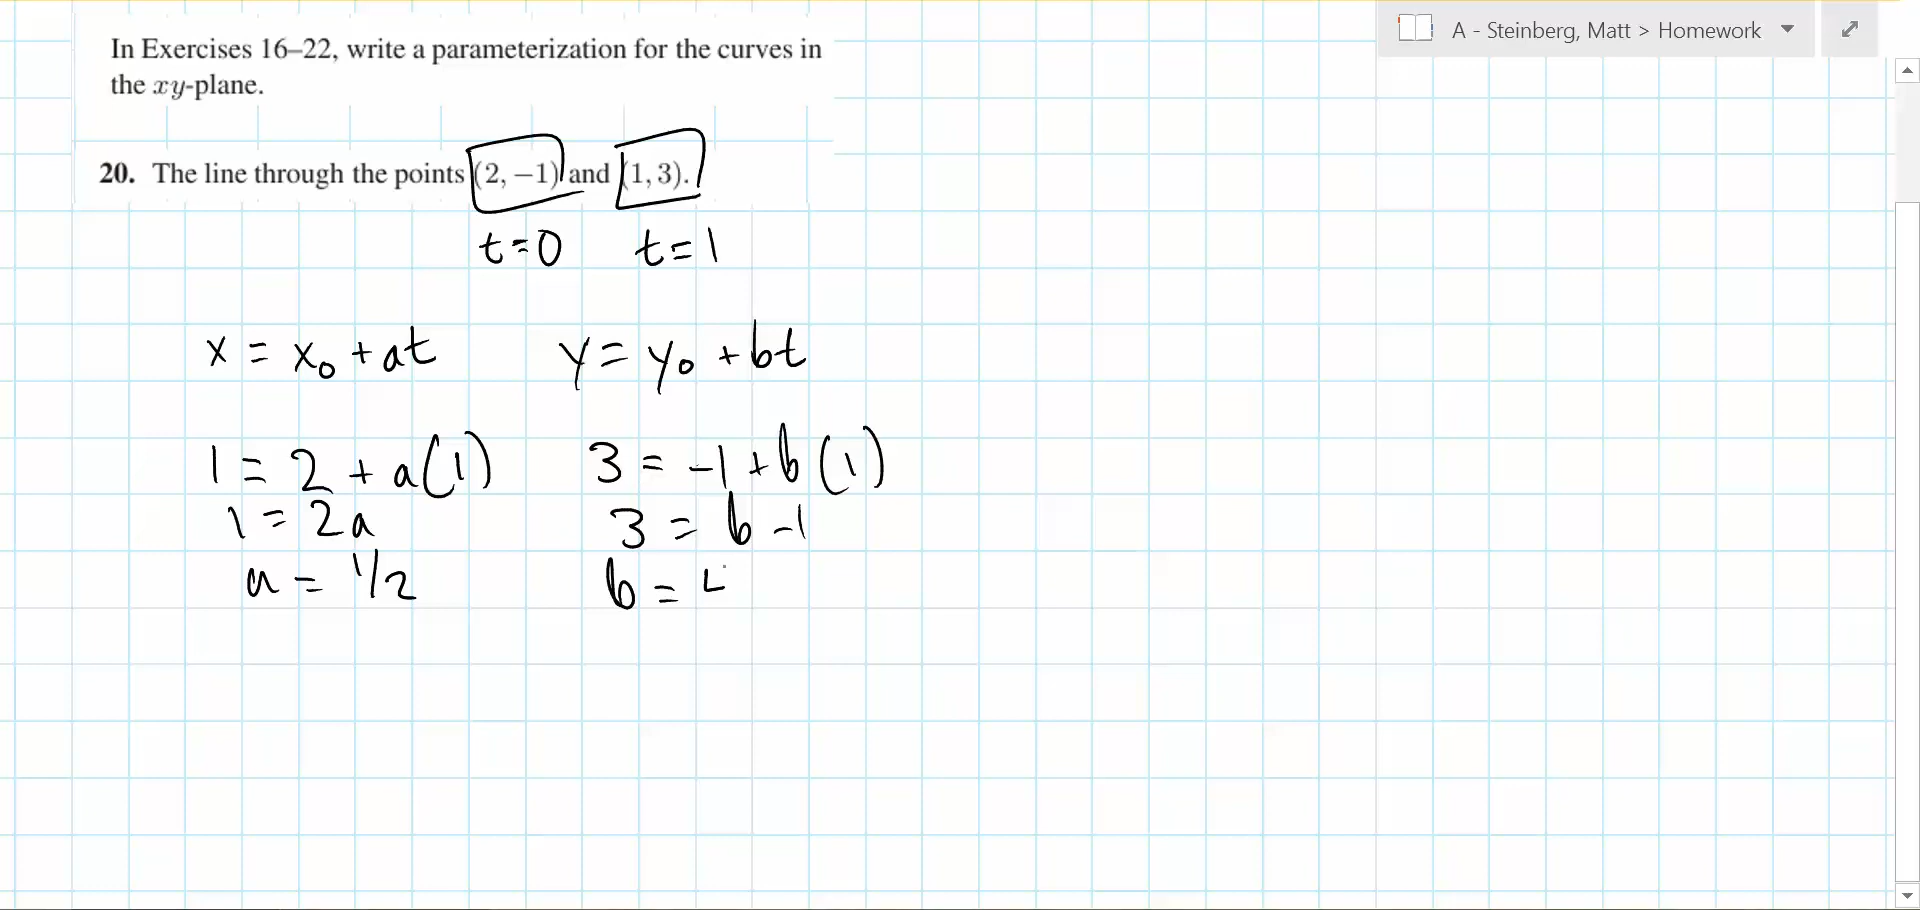 A - Steinberg, Matt > Homework
In Exercises 16–22, write a parameterization for the curves in
the xy-plane.
20. The line through the points (2, −1) and (1, 3).
t=0 t=1
x = x₀ + at y = y₀ + bt
1 = 2 + a(1) 3 = -1 + b(1)
1 = 2a 3 = b - 1
a = 1/2 b = 4